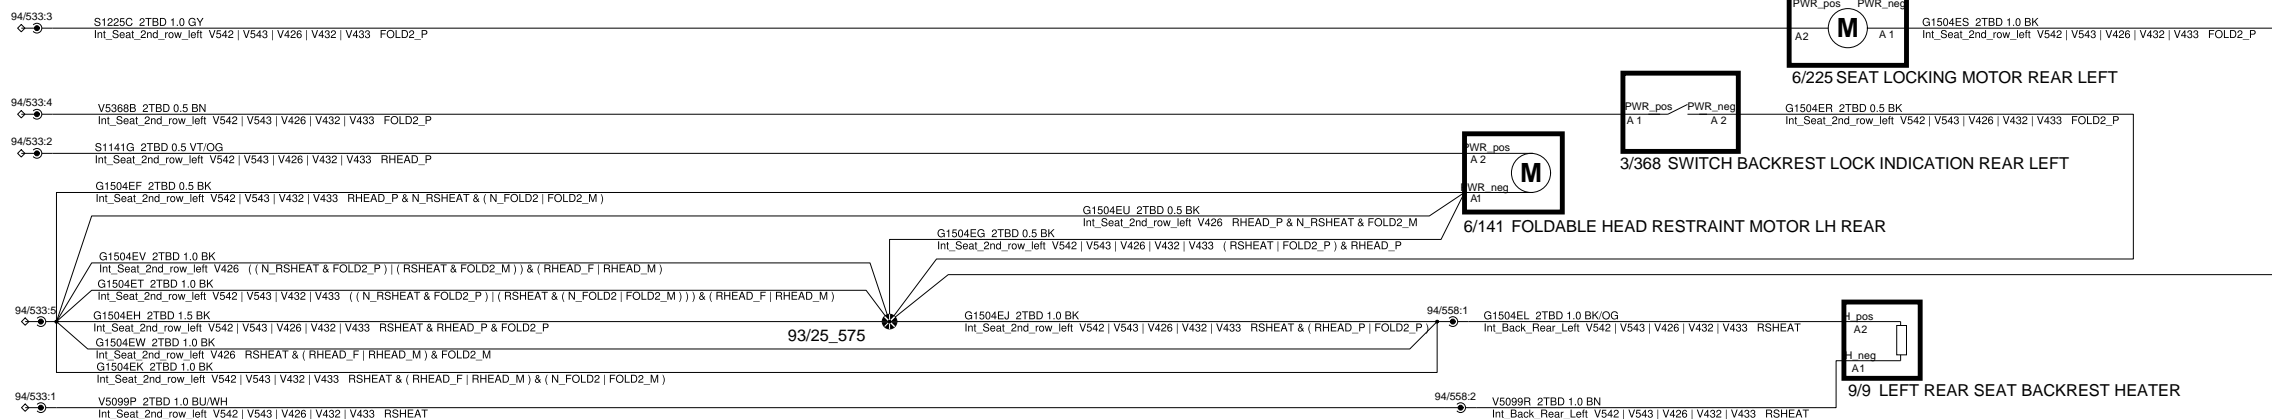 PWR_pos PWR_neg
94/533:3
S1225C 2TBD 1.0 GY
Int_Seat_2nd_row_left V542 | V543 | V426 | V432 | V433 FOLD2_P
A2 M A 1
G1504ES 2TBD 1.0 BK
Int_Seat_2nd_row_left V542 | V543 | V426 | V432 | V433 FOLD2_P
6/225 SEAT LOCKING MOTOR REAR LEFT
94/533:4
V5368B 2TBD 0.5 BN
Int_Seat_2nd_row_left V542 | V543 | V426 | V432 | V433 FOLD2_P
PWR_pos PWR_neg
A 1 A 2
G1504ER 2TBD 0.5 BK
Int_Seat_2nd_row_left V542 | V543 | V426 | V432 | V433 FOLD2_P
3/368 SWITCH BACKREST LOCK INDICATION REAR LEFT
94/533:2
S1141G 2TBD 0.5 VT/OG
Int_Seat_2nd_row_left V542 | V543 | V426 | V432 | V433 RHEAD_P
PWR_pos
A 2
M
PWR_neg
A1
6/141 FOLDABLE HEAD RESTRAINT MOTOR LH REAR
G1504EF 2TBD 0.5 BK
Int_Seat_2nd_row_left V542 | V543 | V432 | V433 RHEAD_P & N_RSHEAT & ( N_FOLD2 | FOLD2_M )
G1504EU 2TBD 0.5 BK
Int_Seat_2nd_row_left V426 RHEAD_P & N_RSHEAT & FOLD2_M
G1504EG 2TBD 0.5 BK
Int_Seat_2nd_row_left V542 | V543 | V426 | V432 | V433 ( RSHEAT | FOLD2_P ) & RHEAD_P
G1504EV 2TBD 1.0 BK
Int_Seat_2nd_row_left V426 ( ( N_RSHEAT & FOLD2_P ) | ( RSHEAT & FOLD2_M ) ) & ( RHEAD_F | RHEAD_M )
G1504ET 2TBD 1.0 BK
Int_Seat_2nd_row_left V542 | V543 | V432 | V433 ( ( N_RSHEAT & FOLD2_P ) | ( RSHEAT & ( N_FOLD2 | FOLD2_M ) ) ) & ( RHEAD_F | RHEAD_M )
94/533:5
G1504EH 2TBD 1.5 BK
Int_Seat_2nd_row_left V542 | V543 | V426 | V432 | V433 RSHEAT & RHEAD_P & FOLD2_P
93/25_575
G1504EJ 2TBD 1.0 BK
Int_Seat_2nd_row_left V542 | V543 | V426 | V432 | V433 RSHEAT & ( RHEAD_P | FOLD2_P )
94/558:1
G1504EL 2TBD 1.0 BK/OG
Int_Back_Rear_Left V542 | V543 | V426 | V432 | V433 RSHEAT
H_pos
A2
H_neg
A1
9/9 LEFT REAR SEAT BACKREST HEATER
G1504EW 2TBD 1.0 BK
Int_Seat_2nd_row_left V426 RSHEAT & ( RHEAD_F | RHEAD_M ) & FOLD2_M
G1504EK 2TBD 1.0 BK
Int_Seat_2nd_row_left V542 | V543 | V432 | V433 RSHEAT & ( RHEAD_F | RHEAD_M ) & ( N_FOLD2 | FOLD2_M )
94/533:1
V5099P 2TBD 1.0 BU/WH
Int_Seat_2nd_row_left V542 | V543 | V426 | V432 | V433 RSHEAT
94/558:2
V5099R 2TBD 1.0 BN
Int_Back_Rear_Left V542 | V543 | V426 | V432 | V433 RSHEAT